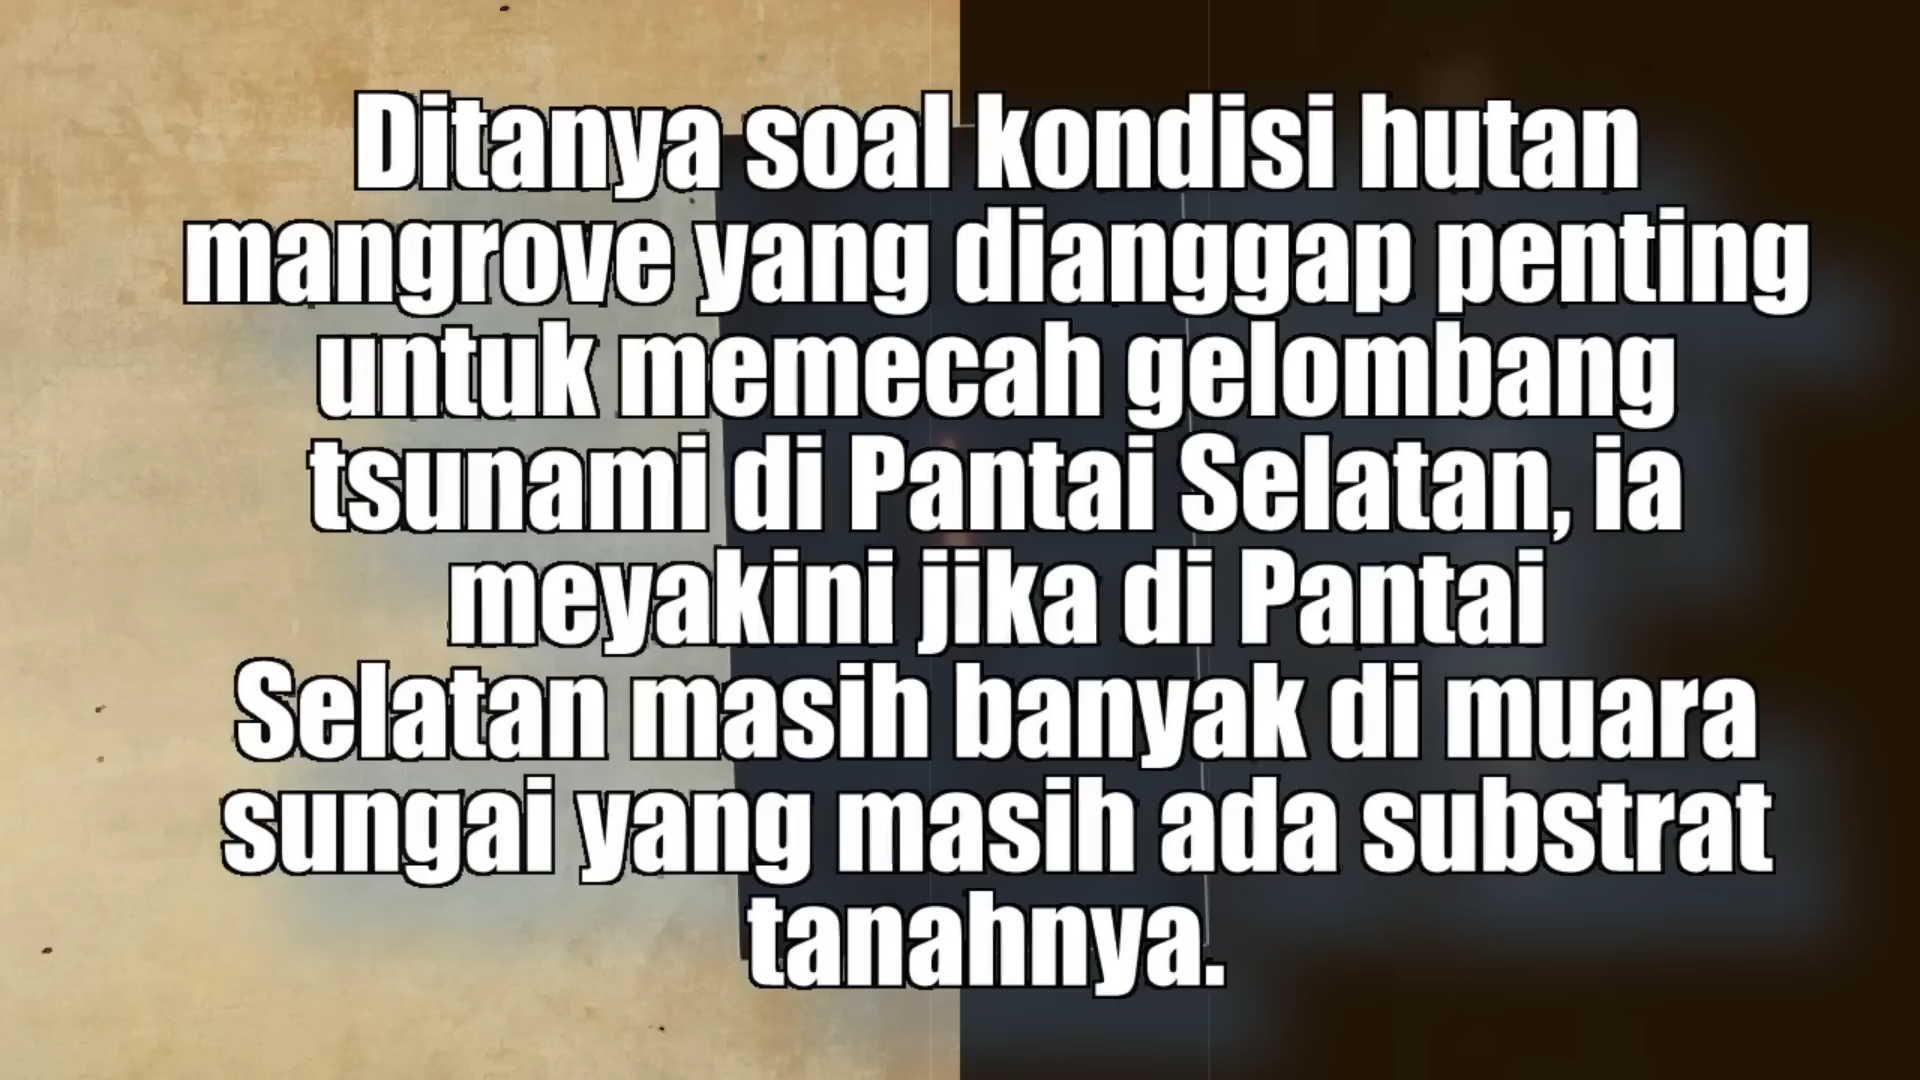 Ditanya soal kondisi hutan
mangrove yang dianggap penting
untuk memecah gelombang
tsunami di Pantai Selatan, ia
meyakini jika di Pantai
Selatan masih banyak di muara
sungai yang masih ada substrat
tanahnya.